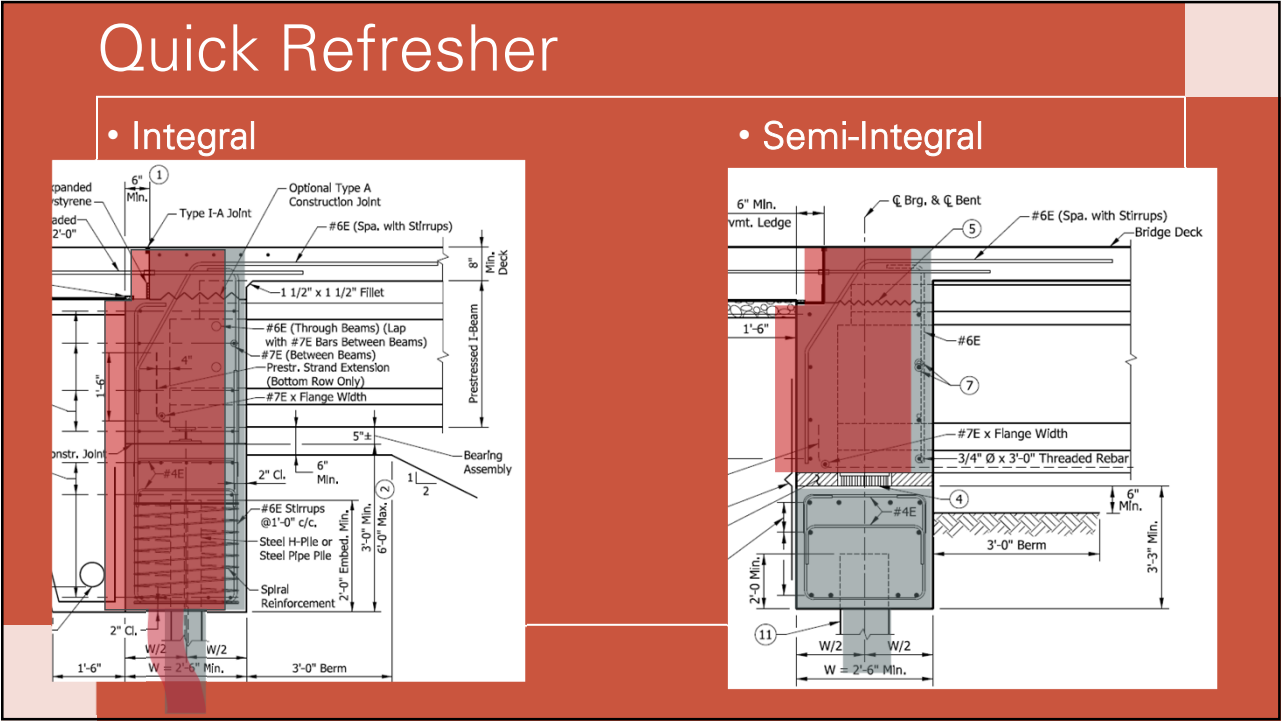 Quick Refresher
• Integral
6"
Min.
1
xpanded
ystyrene
aded
2'-0"
Type I-A Joint
Optional Type A
Construction Joint
#6E (Spa. with Stirrups)
8"
Min.
Deck
1 1/2" x 1 1/2" Fillet
#6E (Through Beams) (Lap
with #7E Bars Between Beams)
#7E (Between Beams)
Prestr. Strand Extension
(Bottom Row Only)
#7E x Flange Width
Prestressed I-Beam
4"
1'-6"
5"±
Bearing
Assembly
onstr. Joint
#4E
2" Cl.
6"
Min.
1
2
2
#6E Stirrups
@1'-0" c/c.
Steel H-Pile or
Steel Pipe Pile
Spiral
Reinforcement
2'-0" Embed. Min.
3'-0" Min.
6'-0" Max.
2" Cl.
W/2
W/2
1'-6"
W = 2'-6" Min.
3'-0" Berm
• Semi-Integral
6" Min.
vmt. Ledge
℄ Brg. & ℄ Bent
5
#6E (Spa. with Stirrups)
Bridge Deck
1'-6"
#6E
7
#7E x Flange Width
3/4" Ø x 3'-0" Threaded Rebar
4
#4E
6"
Min.
3'-0" Berm
3'-3" Min.
2'-0 Min.
11
W/2
W/2
W = 2'-6" Min.